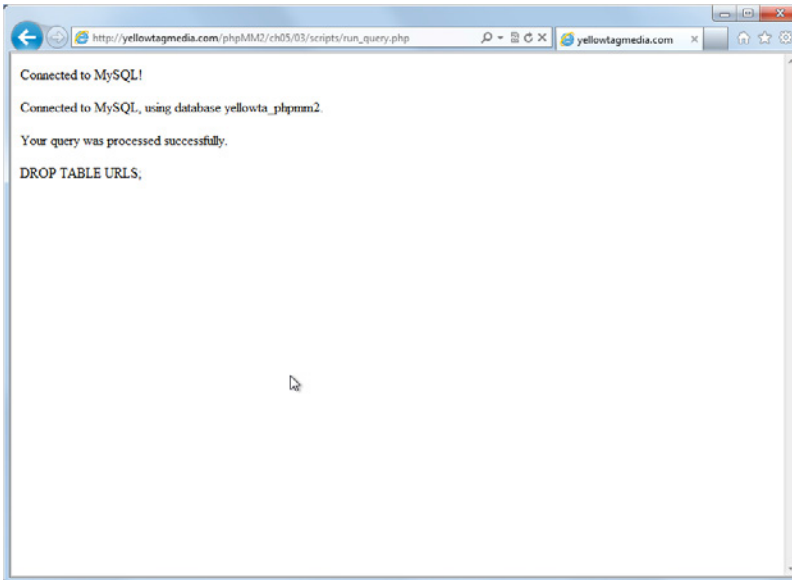 http://yellowtagmedia.com/phpMM2/ch05/03/scripts/run_query.php
yellowtagmedia.com
Connected to MySQL!
Connected to MySQL, using database yellowta_phpmm2.
Your query was processed successfully.
DROP TABLE URLS;